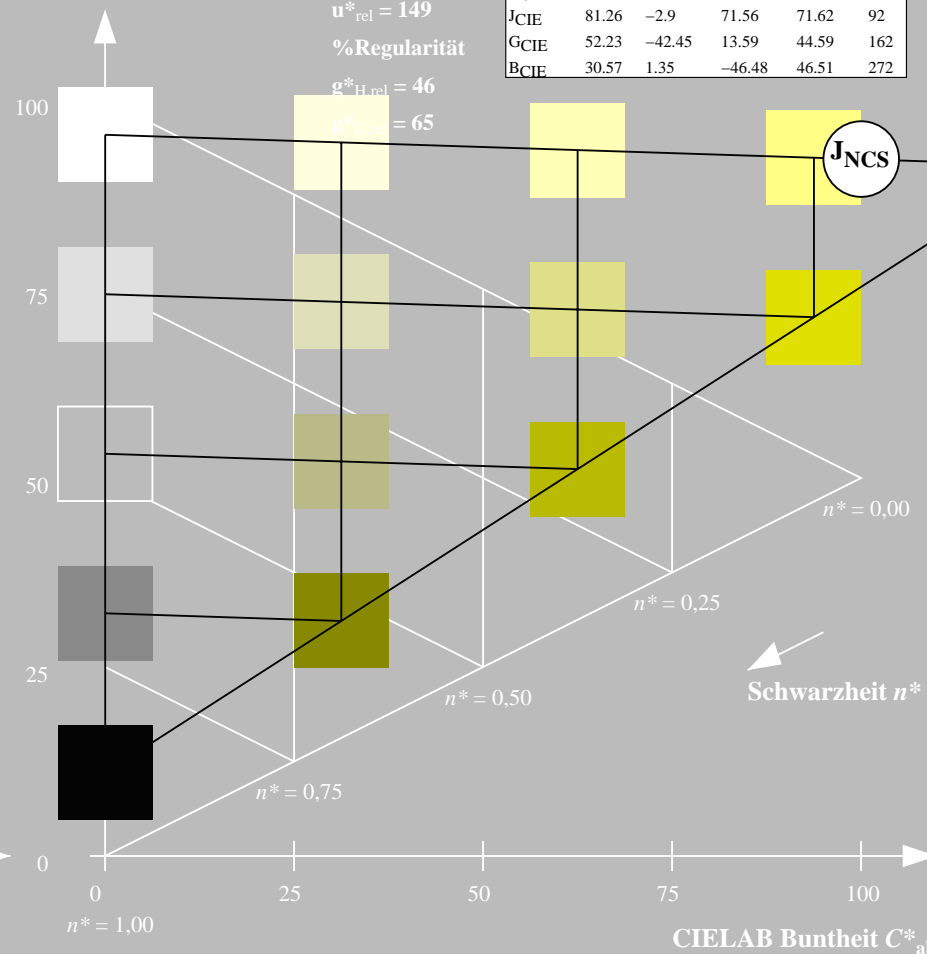 u*rel = 149
%Regularität
g*H,rel = 46
= 65
JCIE 81.26 −2.9 71.56 71.62 92
GCIE 52.23 −42.45 13.59 44.59 162
BCIE 30.57 1.35 −46.48 46.51 272
100
JNCS
75
50
n* = 0,00
n* = 0,25
25
Schwarzheit n*
n* = 0,50
n* = 0,75
0
0 25 50 75 100
n* = 1,00
CIELAB Buntheit C*a